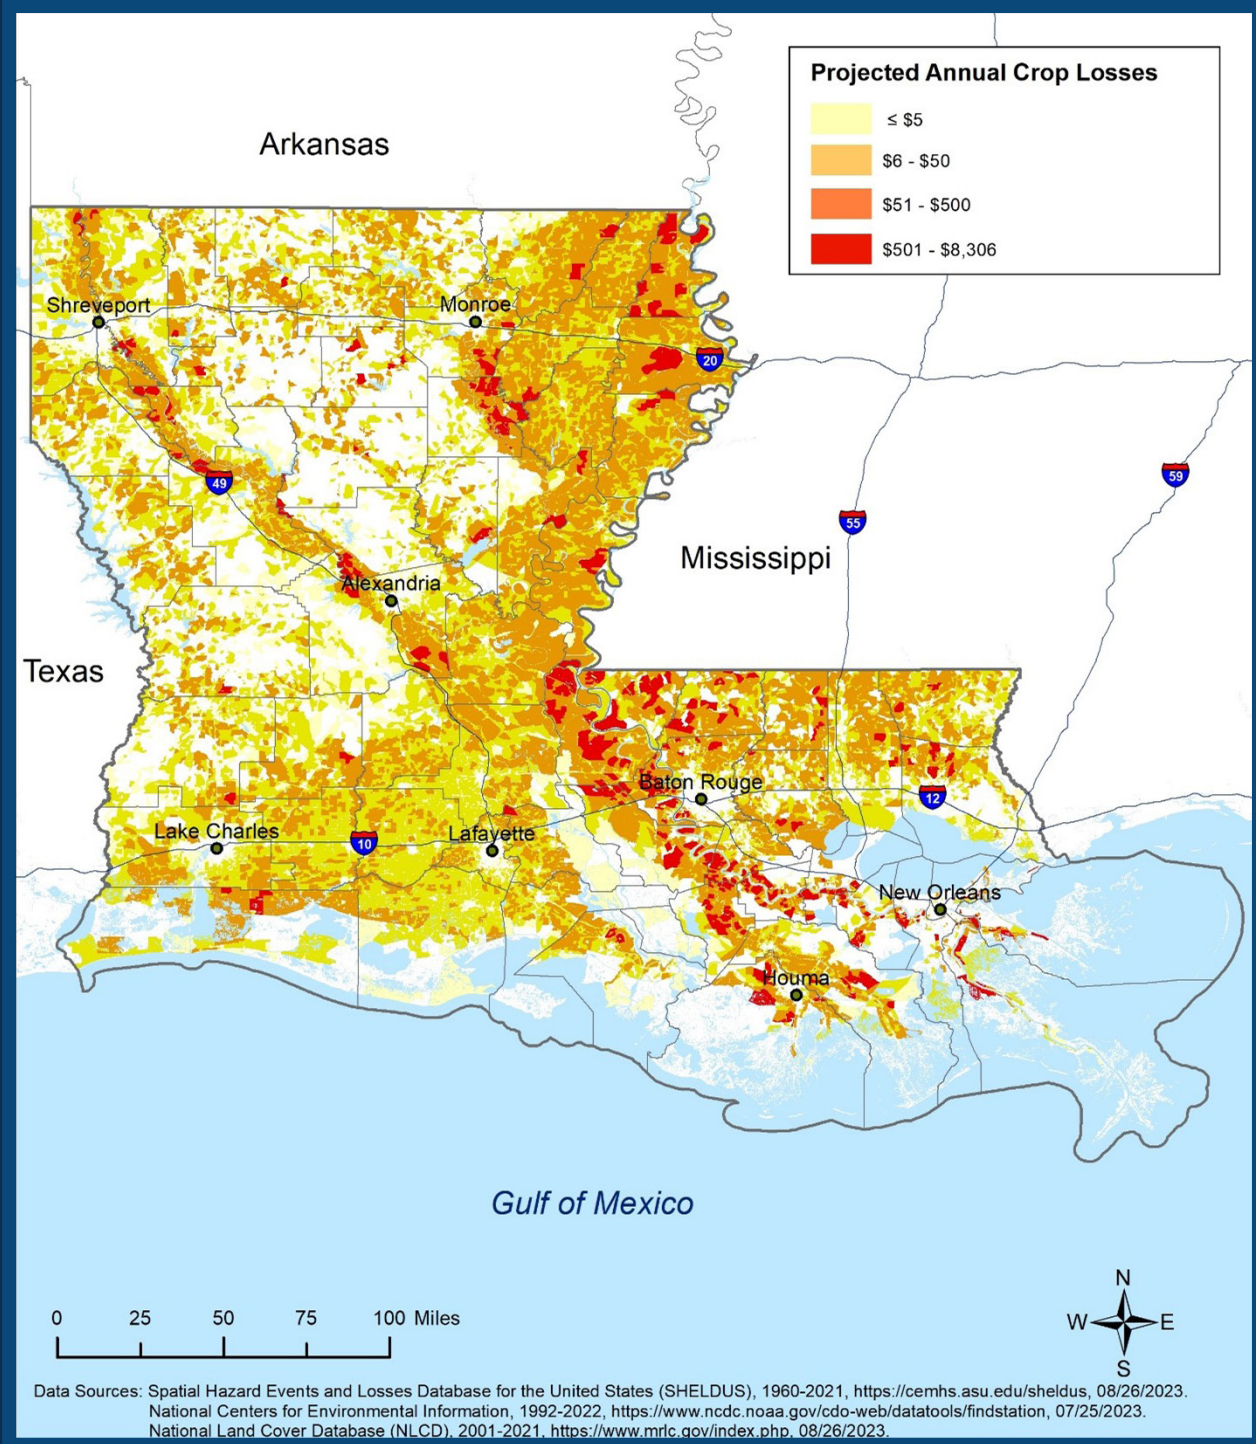 Projected Annual Crop Losses
≤ $5
$6 - $50
$51 - $500
$501 - $8,306
Arkansas
Shreveport
Monroe
20
49
59
55
Mississippi
Alexandria
Texas
Baton Rouge
12
Lake Charles
10
Lafayette
New Orleans
Houma
Gulf of Mexico
N
W E
S
0 25 50 75 100 Miles
Data Sources: Spatial Hazard Events and Losses Database for the United States (SHELDUS), 1960-2021, https://cemhs.asu.edu/sheldus, 08/26/2023.
National Centers for Environmental Information, 1992-2022, https://www.ncdc.noaa.gov/cdo-web/datatools/findstation, 07/25/2023.
National Land Cover Database (NLCD), 2001-2021, https://www.mrlc.gov/index.php, 08/26/2023.